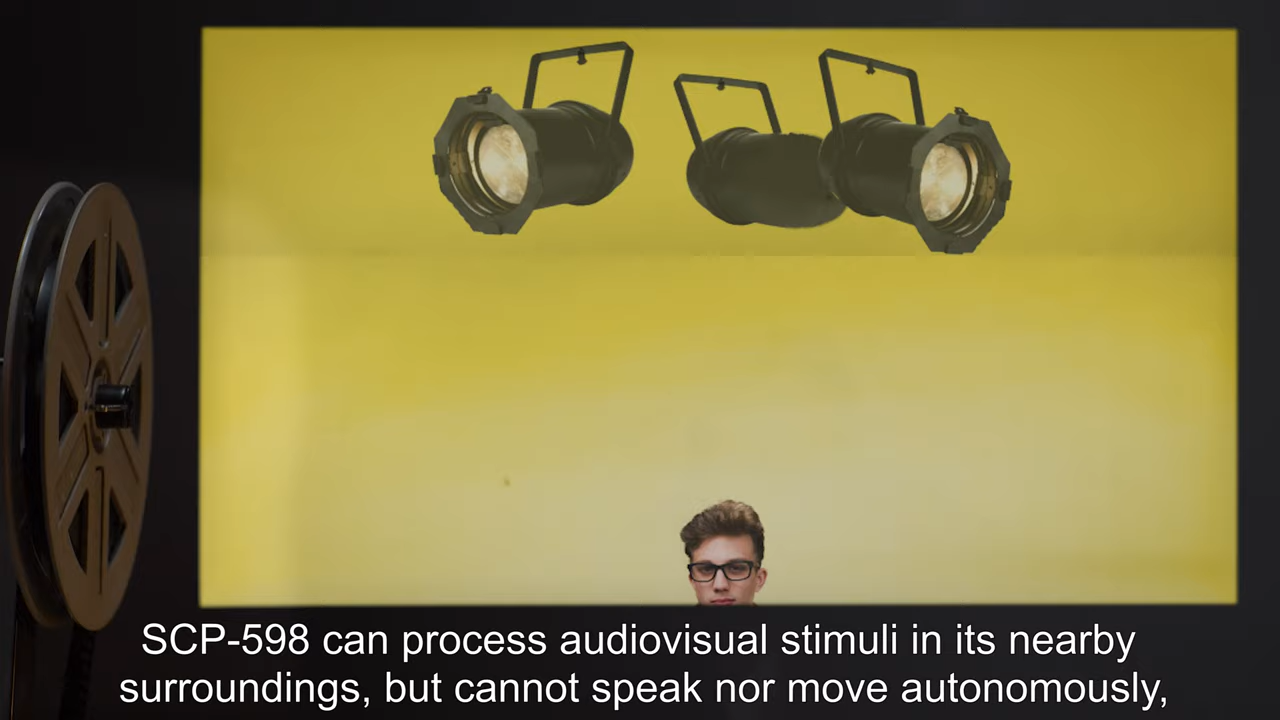 SCP-598 can process audiovisual stimuli in its nearby
surroundings, but cannot speak nor move autonomously,